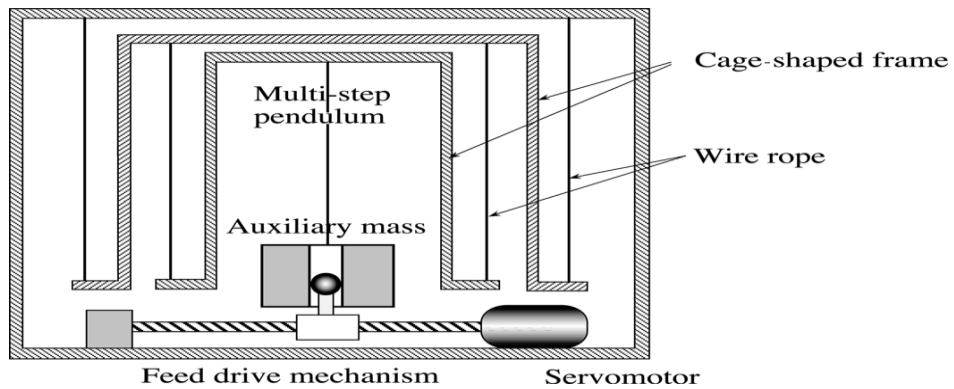 Cage-shaped frame
Multi-step
pendulum
Wire rope
Auxiliary mass
Feed drive mechanism
Servomotor